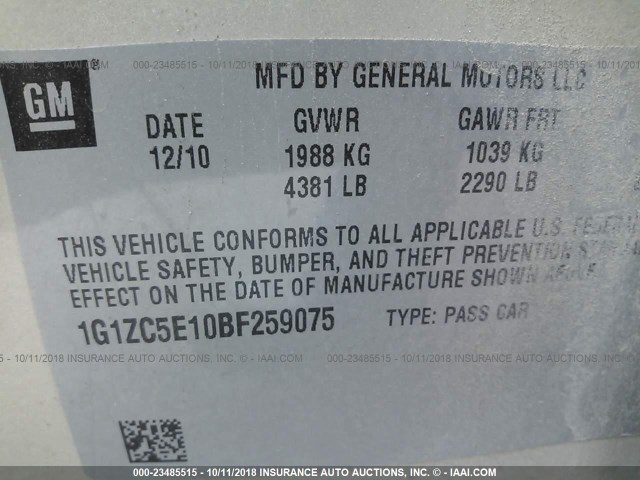 GM
®
MFD BY GENERAL MOTORS LLC
DATE GVWR GAWR FRT
12/10 1988 KG 1039 KG
4381 LB 2290 LB
THIS VEHICLE CONFORMS TO ALL APPLICABLE U.S. FEDERAL
VEHICLE SAFETY, BUMPER, AND THEFT PREVENTION
EFFECT ON THE DATE OF MANUFACTURE SHOWN ABOVE
1G1ZC5E10BF259075 TYPE: PASS CAR
000-23485515 - 10/11/2018 INSURANCE AUTO AUCTIONS, INC. © - IAAI.COM